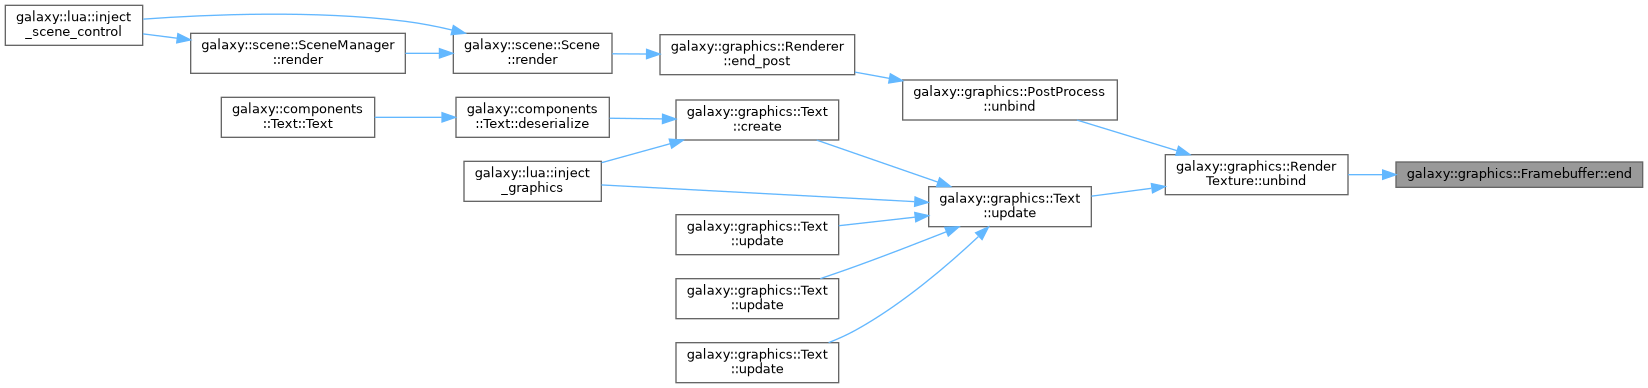 galaxy::lua::inject
_scene_control
galaxy::scene::SceneManager
::render
galaxy::scene::Scene
::render
galaxy::graphics::Renderer
::end_post
galaxy::graphics::PostProcess
::unbind
galaxy::components
::Text::Text
galaxy::components
::Text::deserialize
galaxy::graphics::Text
::create
galaxy::lua::inject
_graphics
galaxy::graphics::Render
Texture::unbind
galaxy::graphics::Framebuffer::end
galaxy::graphics::Text
::update
galaxy::graphics::Text
::update
galaxy::graphics::Text
::update
galaxy::graphics::Text
::update